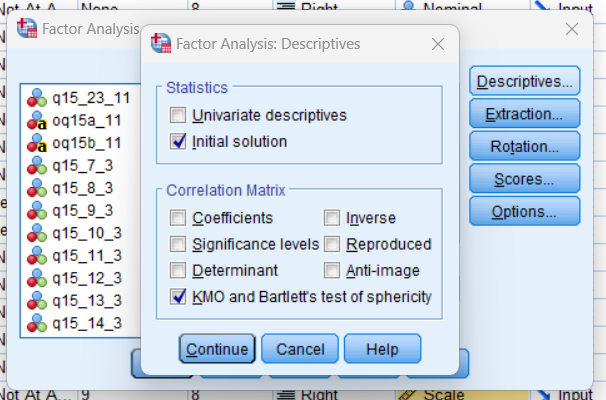 Not At A... None 8 Right Nominal Input
Factor Analysis
Factor Analysis: Descriptives
q15_23_11
oq15a_11
oq15b_11
q15_7_3
q15_8_3
q15_9_3
q15_10_3
q15_11_3
q15_12_3
q15_13_3
q15_14_3
Statistics
Univariate descriptives
Initial solution
Correlation Matrix
Coefficients
Inverse
Significance levels
Reproduced
Determinant
Anti-image
KMO and Bartlett's test of sphericity
Continue
Cancel
Help
Descriptives...
Extraction...
Rotation...
Scores...
Options...
Not At A... 9 8 Right Scale Input